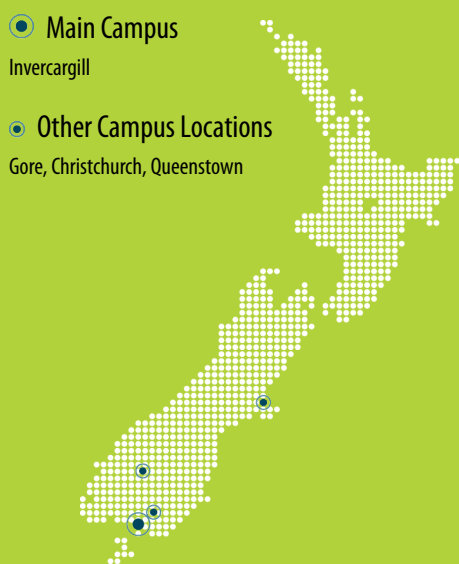 Main Campus
Invercargill
Other Campus Locations
Gore, Christchurch, Queenstown